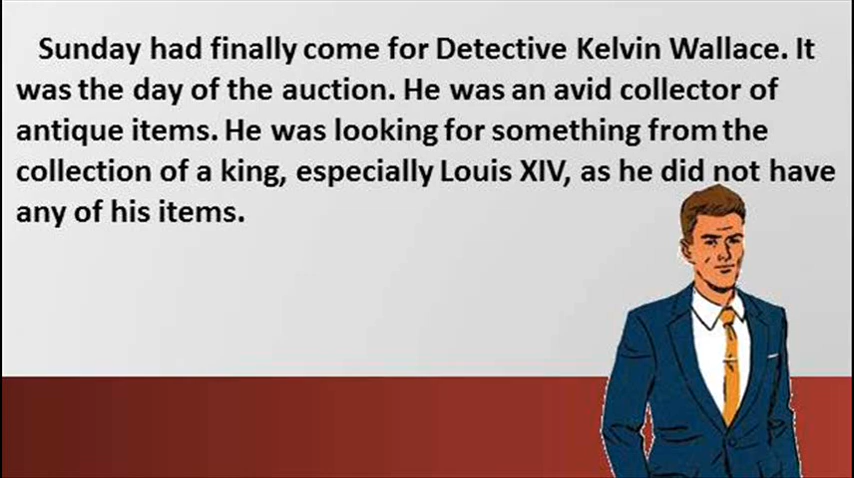 Sunday had finally come for Detective Kelvin Wallace. It
was the day of the auction. He was an avid collector of
antique items. He was looking for something from the
collection of a king, especially Louis XIV, as he did not have
any of his items.